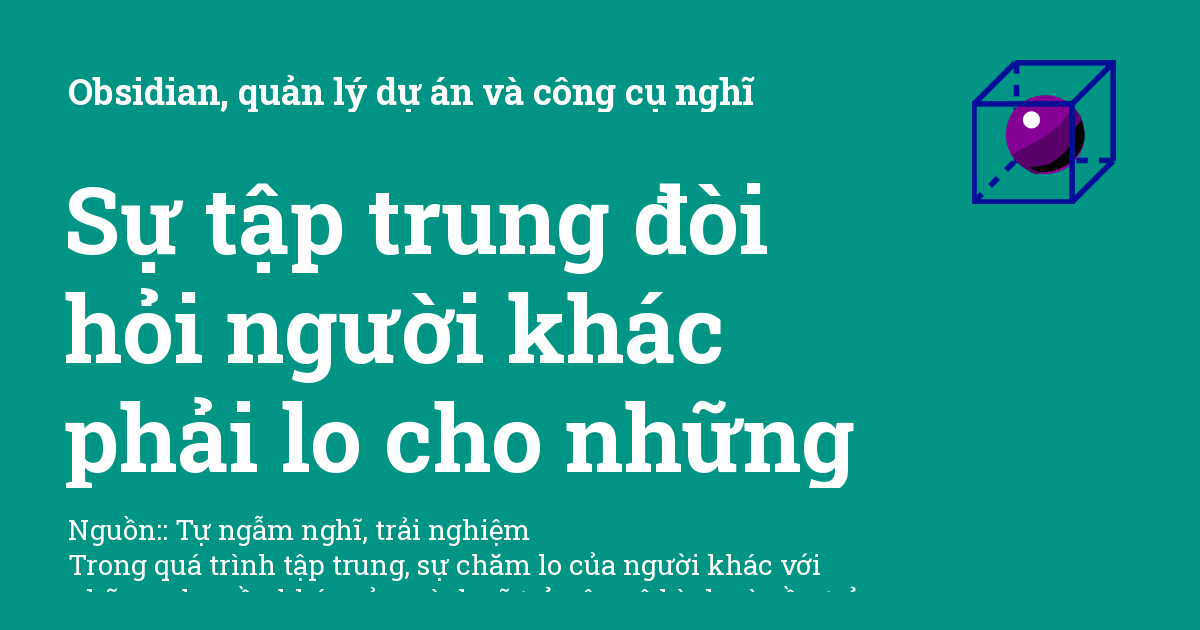 Obsidian, quản lý dự án và công cụ nghĩ
Sự tập trung đòi
hỏi người khác
phải lo cho những
Nguồn:: Tự ngẫm nghĩ, trải nghiệm
Trong quá trình tập trung, sự chăm lo của người khác với